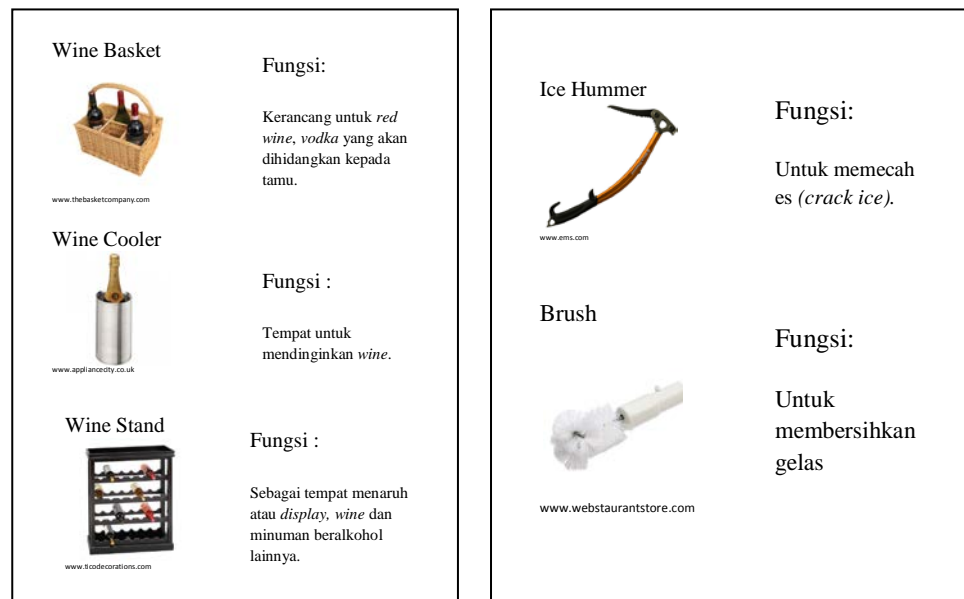 Wine Basket
Fungsi:
Kerancang untuk red
wine, vodka yang akan
dihidangkan kepada
tamu.
www.thebasketcompany.com
Wine Cooler
Fungsi :
Tempat untuk
mendinginkan wine.
www.appliancecity.co.uk
Wine Stand
Fungsi :
Sebagai tempat menaruh
atau display, wine dan
minuman beralkohol
lainnya.
www.ticodecorations.com
Ice Hummer
Fungsi:
Untuk memecah
es (crack ice).
www.ems.com
Brush
Fungsi:
Untuk
membersihkan
gelas
www.webstaurantstore.com